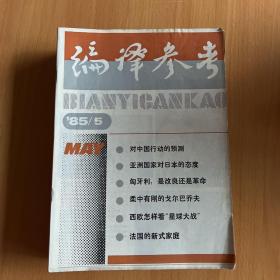 编译参考
BIANYICANKAO
'85/5
MAY
对中国行动的预测
亚洲国家对日本的态度
匈牙利，是改良还是革命
柔中有刚的戈尔巴乔夫
西欧怎样看“星球大战”
法国的新式家庭